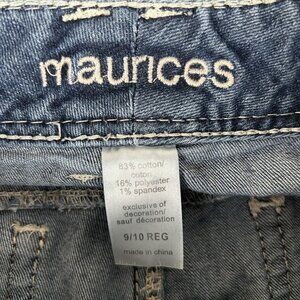 maurices
83% cotton/
coton
16% polyester
1% spandex
exclusive of
decoration/
sauf décoration
9/10 REG
made in china